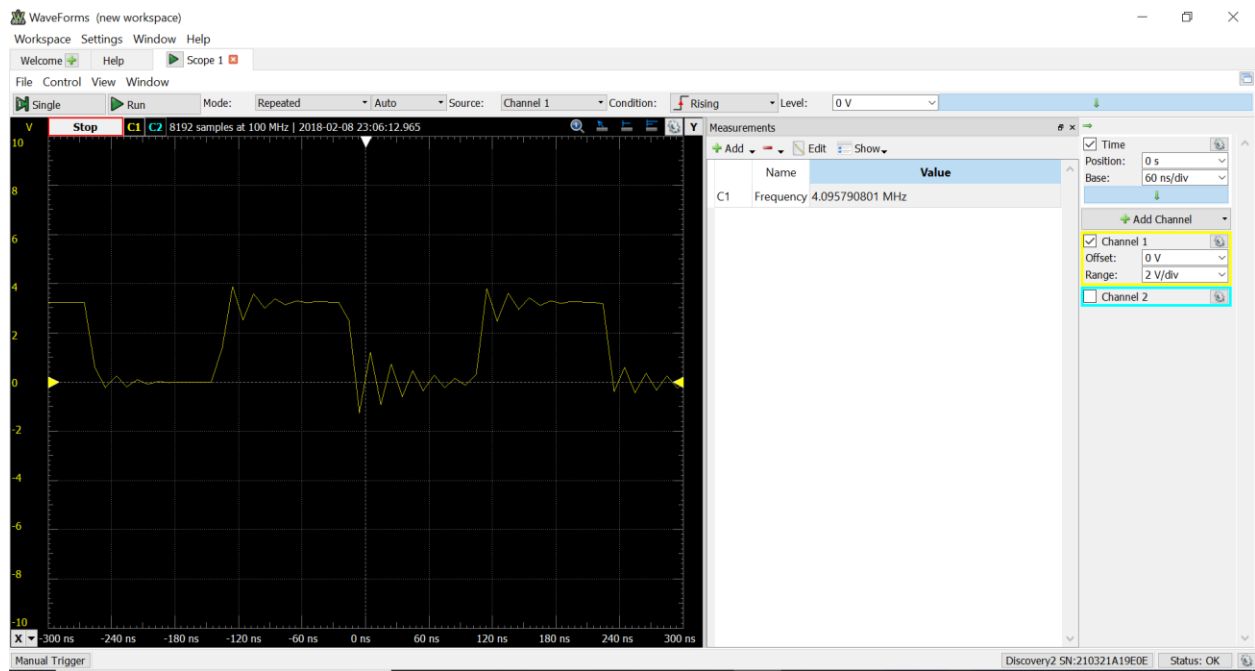 WaveForms (new workspace)
Workspace Settings Window Help
Welcome Help Scope 1
File Control View Window
Single Run Mode: Repeated Auto Source: Channel 1 Condition: Rising Level: 0 V
V Stop C1 C2 8192 samples at 100 MHz | 2018-02-08 23:06:12.965 Y
10
8
6
4
2
0
-2
-4
-6
-8
-10
X -300 ns -240 ns -180 ns -120 ns -60 ns 0 ns 60 ns 120 ns 180 ns 240 ns 300 ns
Measurements
Add Edit Show
Name Value
C1 Frequency 4.095790801 MHz
Time
Position: 0 s
Base: 60 ns/div
Add Channel
Channel 1
Offset: 0 V
Range: 2 V/div
Channel 2
Manual Trigger Discovery2 SN:210321A19E0E Status: OK